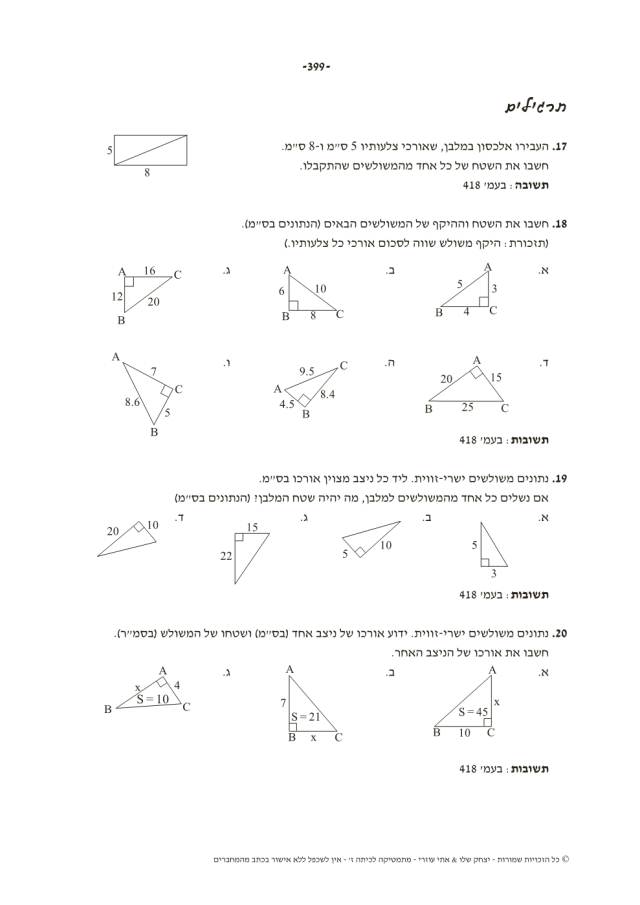 -399-
תרגילים
17. העבירו אלכסון במלבן, שאורכי צלעותיו 5 ס״מ ו-8 ס״מ.
חשבו את השטח של כל אחד מהמשולשים שהתקבלו.
תשובה : בעמ׳ 418
5
8
18. חשבו את השטח וההיקף של המשולשים הבאים (הנתונים בס״מ).
(תזכורת : היקף משולש שווה לסכום אורכי כל צלעותיו.)
א.
A
5
3
B
4
C
ב.
A
6
10
B
8
C
ג.
A
16
C
12
20
B
ד.
A
20
15
B
25
C
ה.
C
9.5
A
8.4
4.5
B
ו.
A
7
C
8.6
5
B
תשובות : בעמ׳ 418
19. נתונים משולשים ישרי-זווית. ליד כל ניצב מצוין אורכו בס״מ.
אם נשלים כל אחד מהמשולשים למלבן, מה יהיה שטח המלבן? (הנתונים בס״מ)
א.
5
3
ב.
5
10
ג.
15
22
ד.
20
10
תשובות : בעמ׳ 418
20. נתונים משולשים ישרי-זווית. ידוע אורכו של ניצב אחד (בס״מ) ושטחו של המשולש (בסמ״ר).
חשבו את אורכו של הניצב האחר.
א.
A
x
S = 45
B
10
C
ב.
A
7
S = 21
B
x
C
ג.
A
x
4
S = 10
B
C
תשובות : בעמ׳ 418
© כל הזכויות שמורות - יצחק שלו & אתי עוזרי - מתמטיקה לכיתה ז׳ - אין לשכפל ללא אישור בכתב מהמחברים